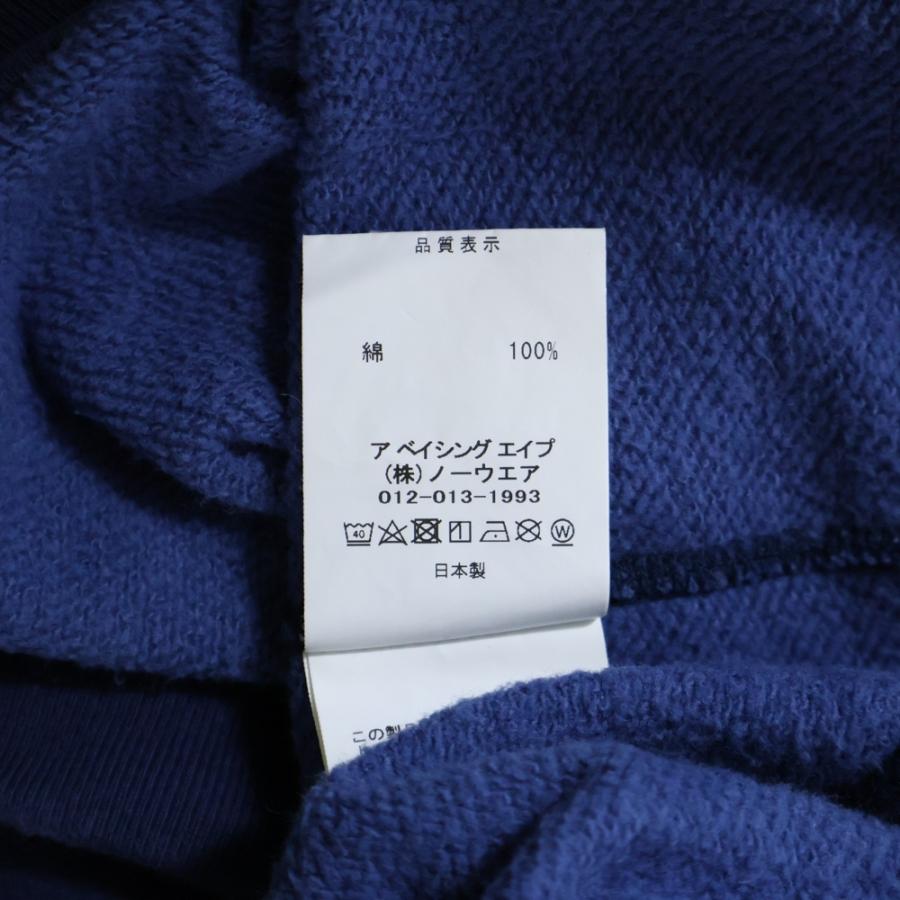 品質表示
綿 100%
ア ベイシング エイプ
(株)ノーウエア
012-013-1993
40 W
日本製
この製